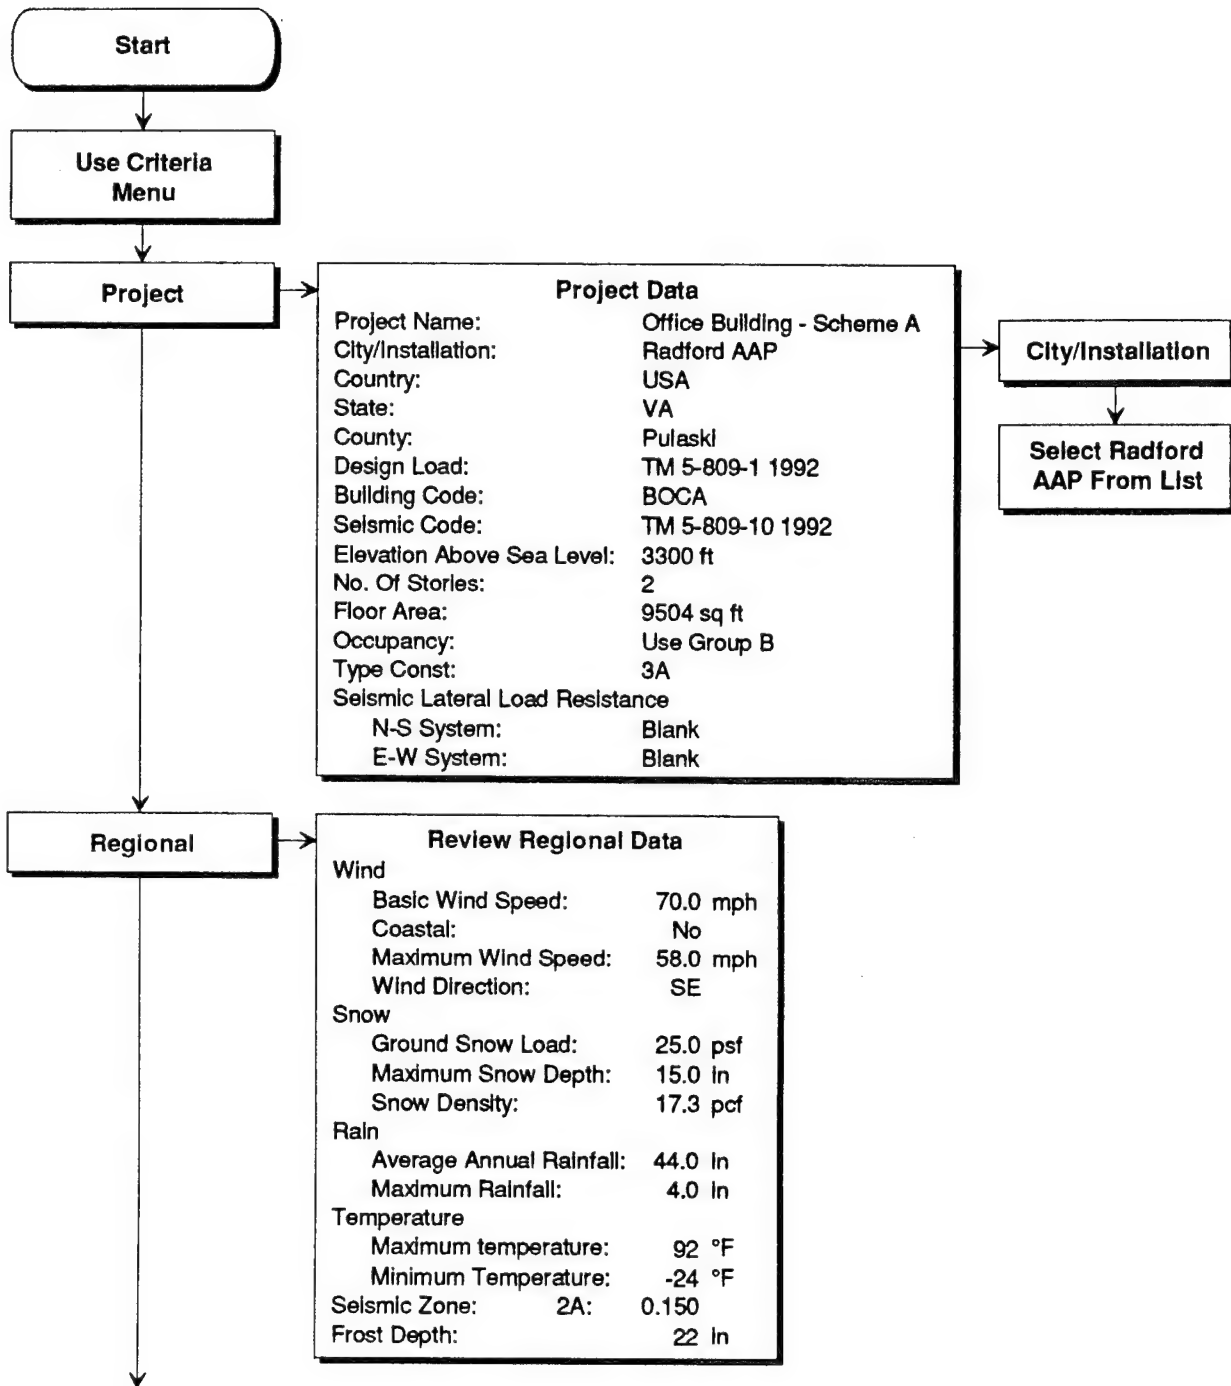 Start
Use Criteria
Menu
Project
Project Data
Project Name: Office Building - Scheme A
City/Installation: Radford AAP
Country: USA
State: VA
County: Pulaski
Design Load: TM 5-809-1 1992
Building Code: BOCA
Seismic Code: TM 5-809-10 1992
Elevation Above Sea Level: 3300 ft
No. Of Stories: 2
Floor Area: 9504 sq ft
Occupancy: Use Group B
Type Const: 3A
Seismic Lateral Load Resistance
N-S System: Blank
E-W System: Blank
City/Installation
Select Radford
AAP From List
Regional
Review Regional Data
Wind
Basic Wind Speed: 70.0 mph
Coastal: No
Maximum Wind Speed: 58.0 mph
Wind Direction: SE
Snow
Ground Snow Load: 25.0 psf
Maximum Snow Depth: 15.0 in
Snow Density: 17.3 pcf
Rain
Average Annual Rainfall: 44.0 in
Maximum Rainfall: 4.0 in
Temperature
Maximum temperature: 92 °F
Minimum Temperature: -24 °F
Seismic Zone: 2A: 0.150
Frost Depth: 22 in